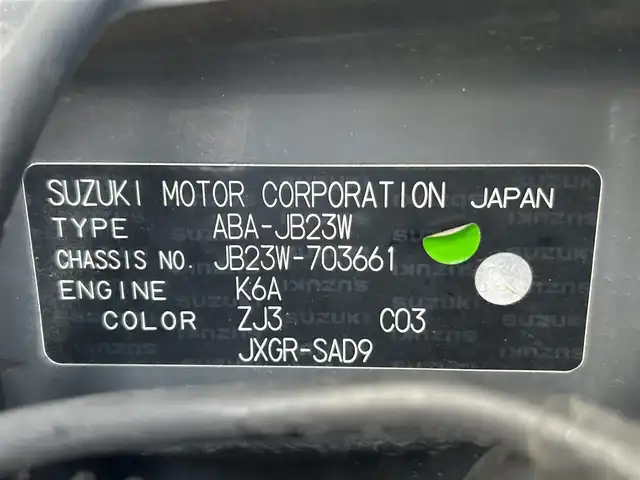 SUZUKI MOTOR CORPORATION JAPAN
TYPE ABA-JB23W
CHASSIS NO. JB23W-703661
ENGINE K6A
COLOR ZJ3 C03
JXGR-SAD9